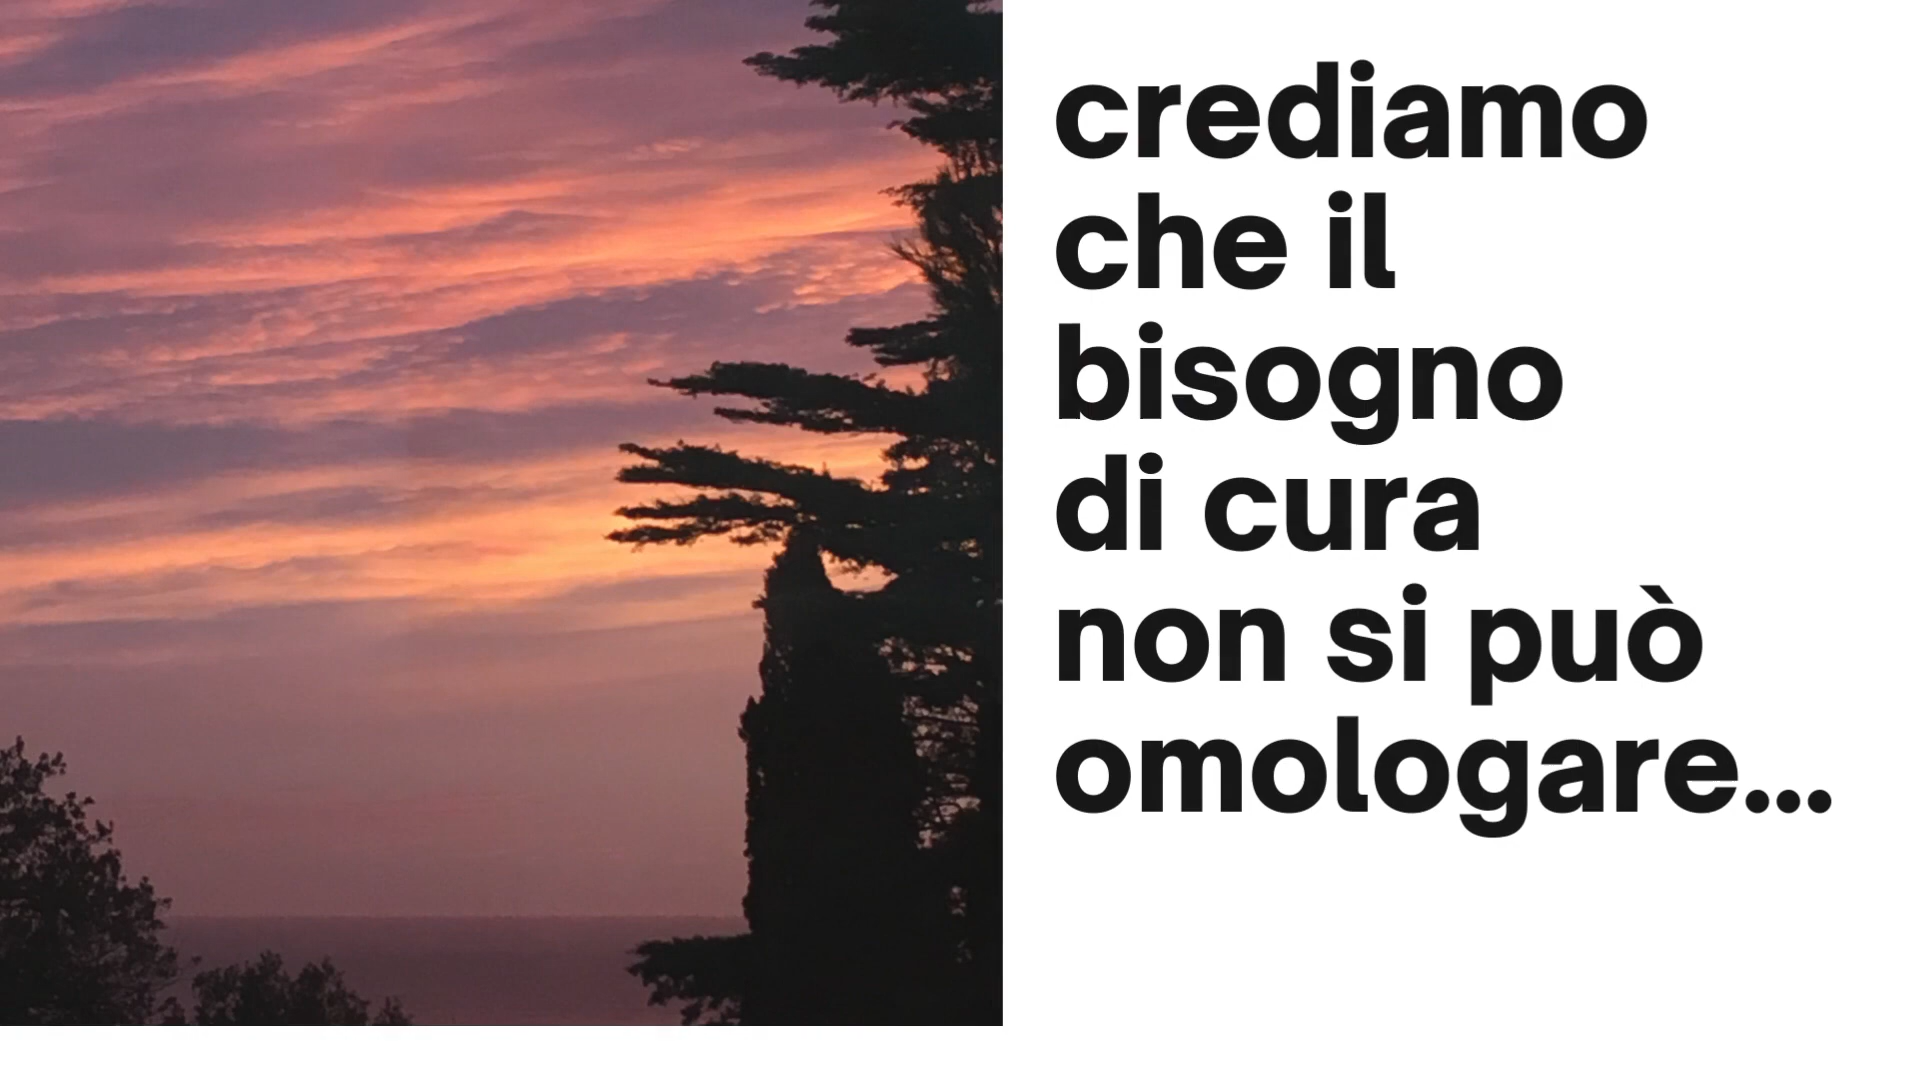 crediamo
che il
bisogno
di cura
non si può
omologare...